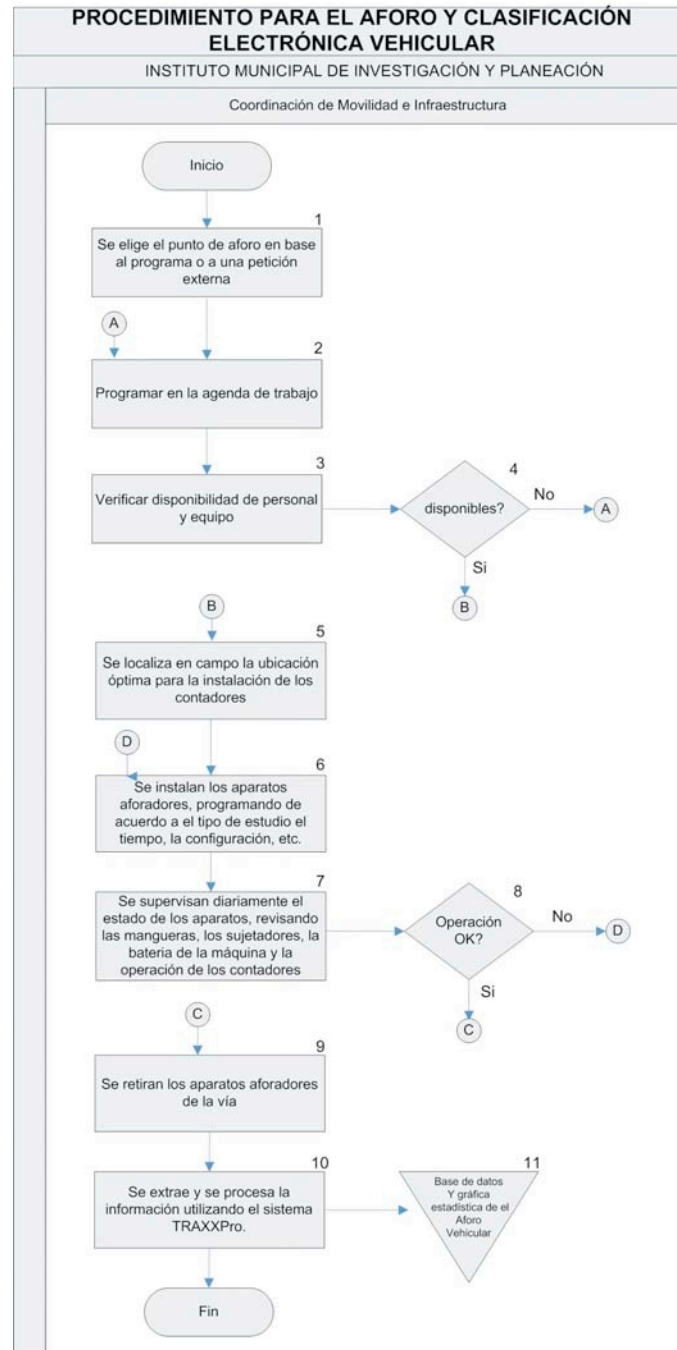 PROCEDIMIENTO PARA EL AFORO Y CLASIFICACIÓN
ELECTRÓNICA VEHICULAR
INSTITUTO MUNICIPAL DE INVESTIGACIÓN Y PLANEACIÓN
Coordinación de Movilidad e Infraestructura
Inicio
1
Se elige el punto de aforo en base
al programa o a una petición
externa
A
2
Programar en la agenda de trabajo
3
Verificar disponibilidad de personal
y equipo
4
disponibles?
No
A
Si
B
B
5
Se localiza en campo la ubicación
óptima para la instalación de los
contadores
D
6
Se instalan los aparatos
aforadores, programando de
acuerdo a el tipo de estudio el
tiempo, la configuración, etc.
7
Se supervisan diariamente el
estado de los aparatos, revisando
las mangueras, los sujetadores, la
bateria de la máquina y la
operación de los contadores
8
Operación
OK?
No
D
Si
C
C
9
Se retiran los aparatos aforadores
de la vía
10
Se extrae y se procesa la
información utilizando el sistema
TRAXXPro.
11
Base de datos
Y gráfica
estadística de el
Aforo
Vehicular
Fin